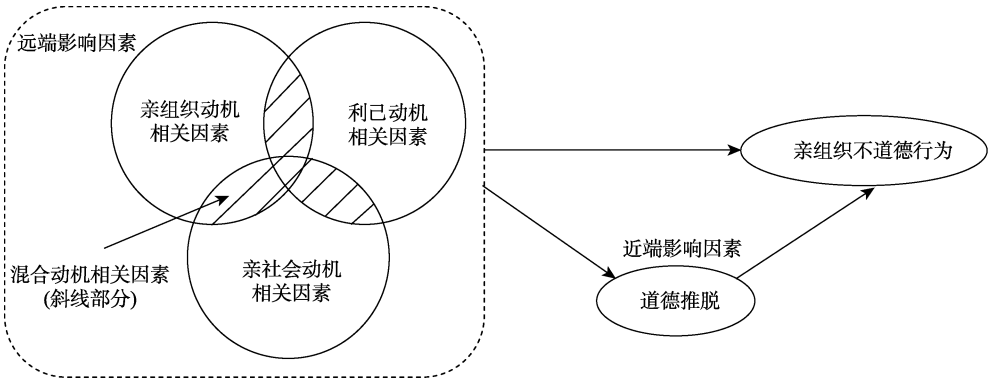 远端影响因素
亲组织动机
相关因素
利己动机
相关因素
亲组织不道德行为
近端影响因素
混合动机相关因素
(斜线部分)
亲社会动机
相关因素
道德推脱